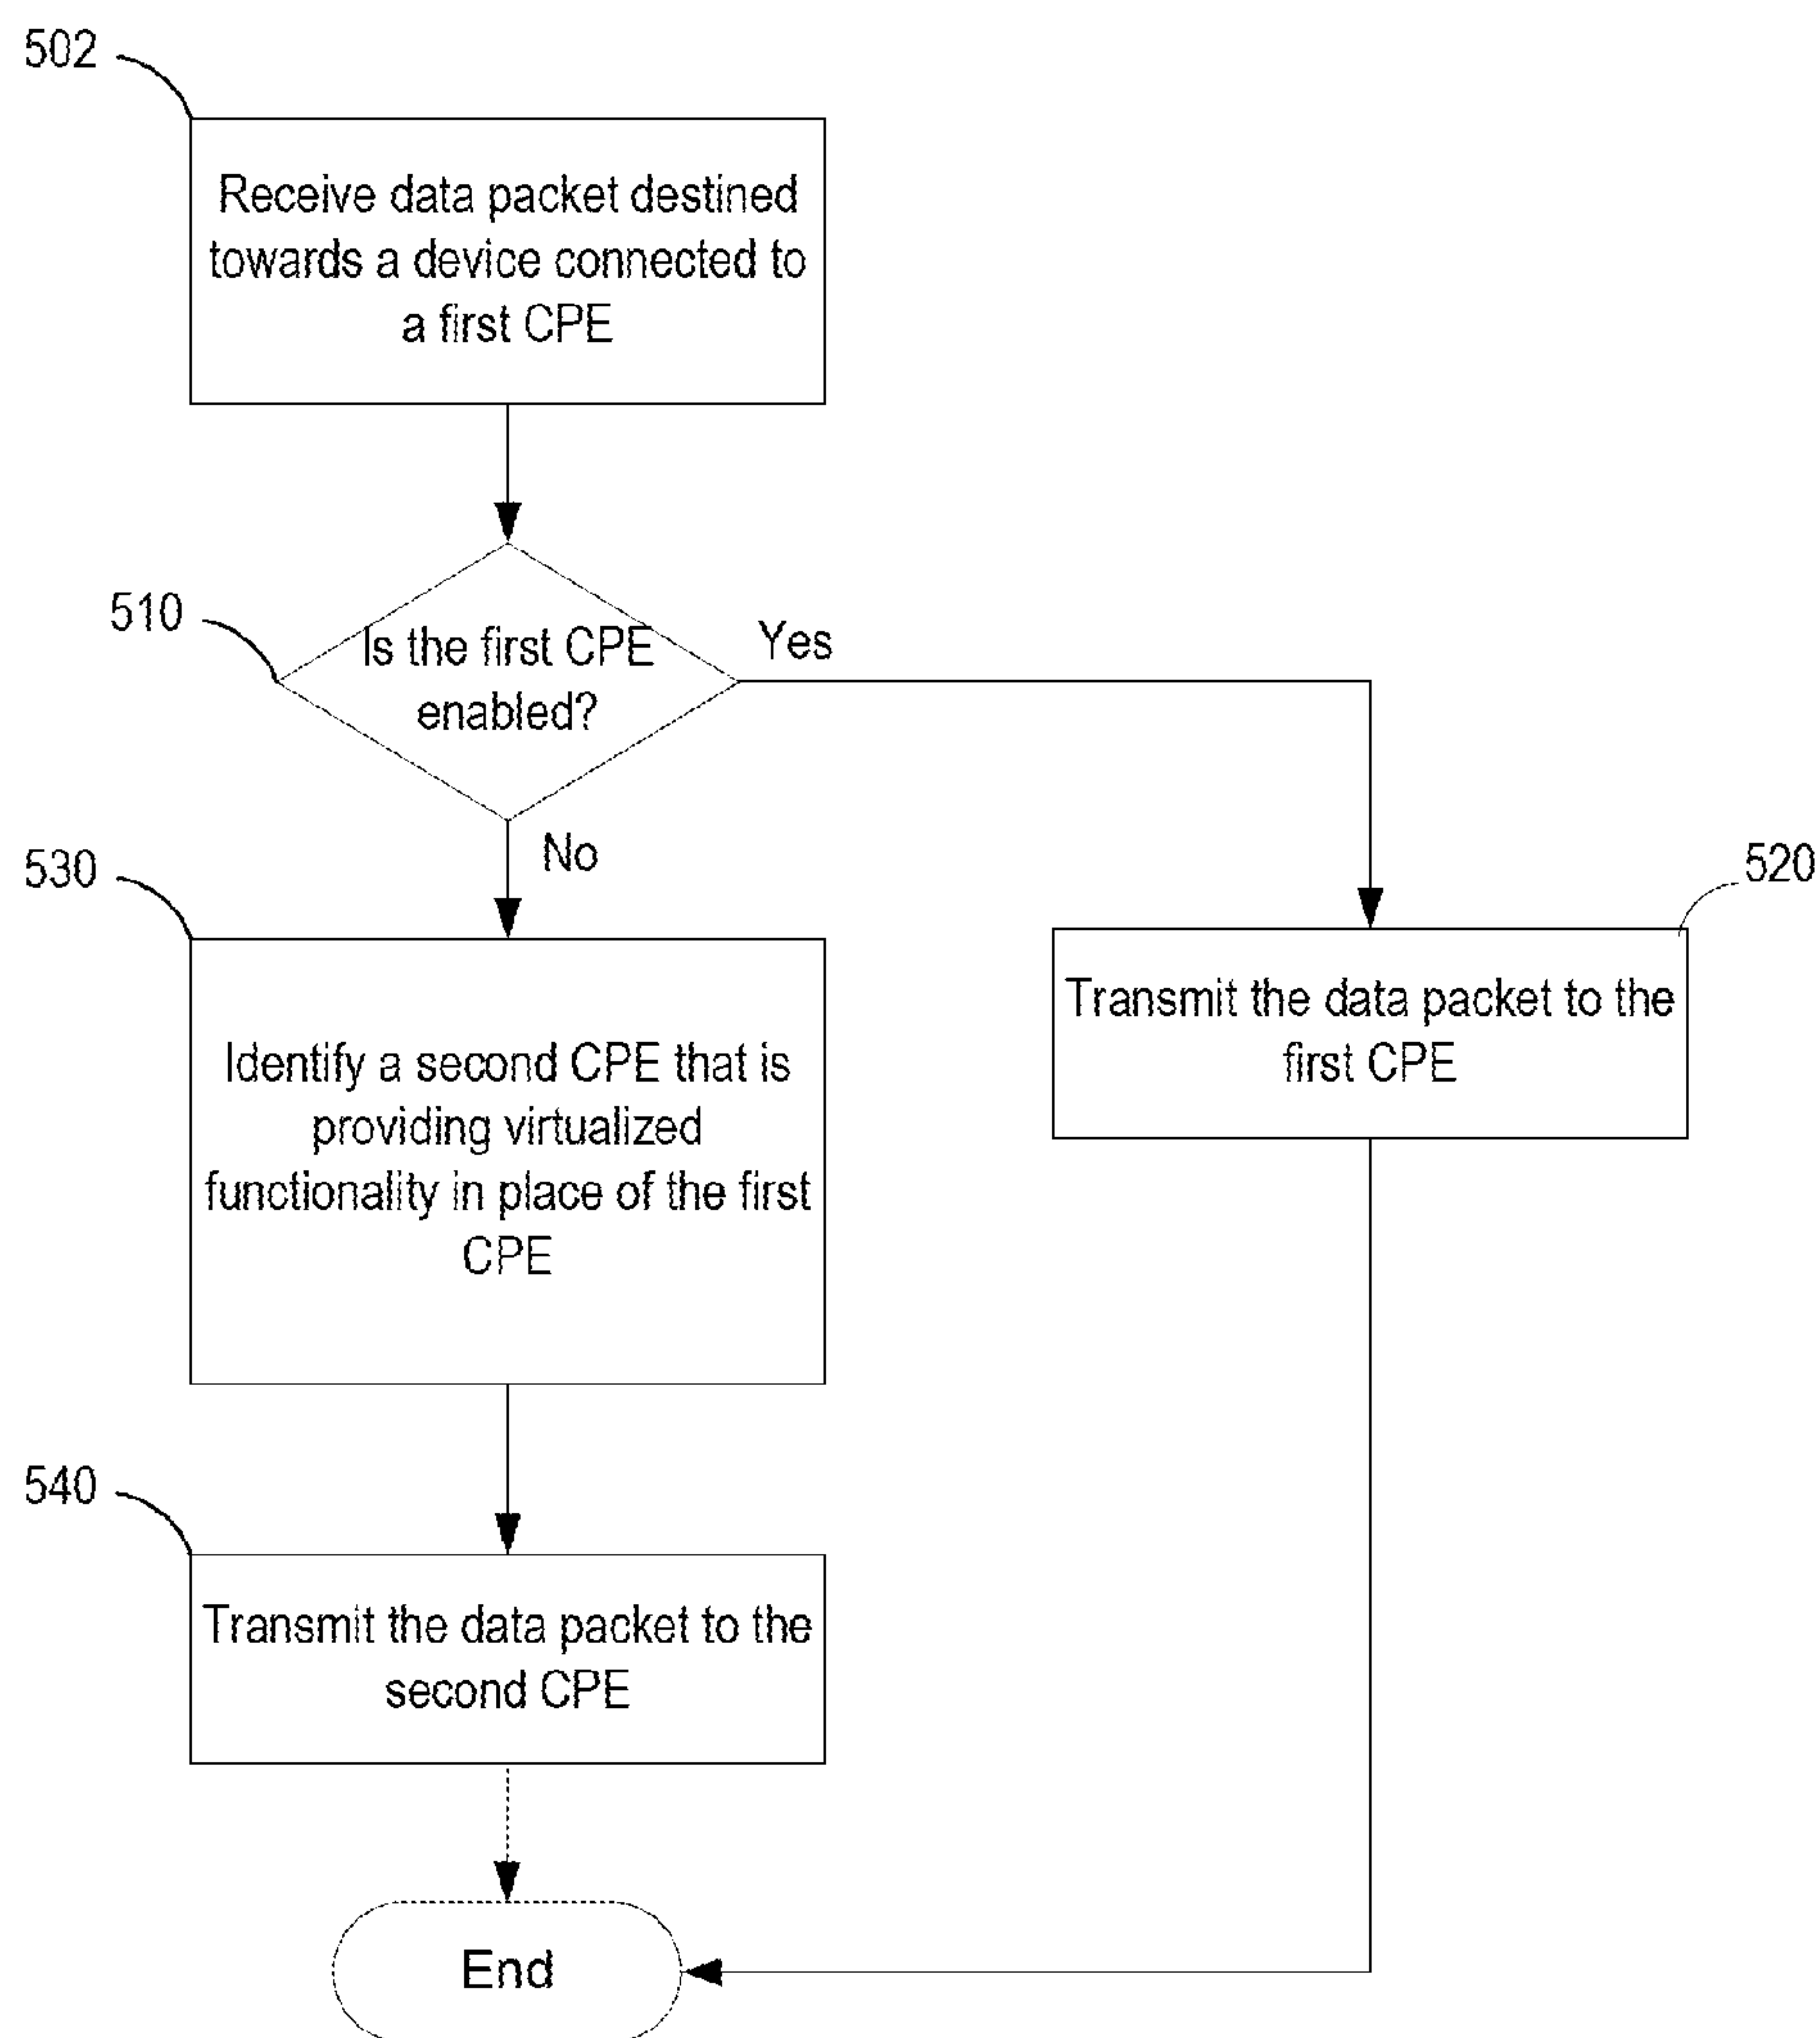 502
Receive data packet destined
towards a device connected to
a first CPE
510
Is the first CPE
enabled?
Yes
No
530
Identify a second CPE that is
providing virtualized
functionality in place of the first
CPE
520
Transmit the data packet to the
first CPE
540
Transmit the data packet to the
second CPE
End